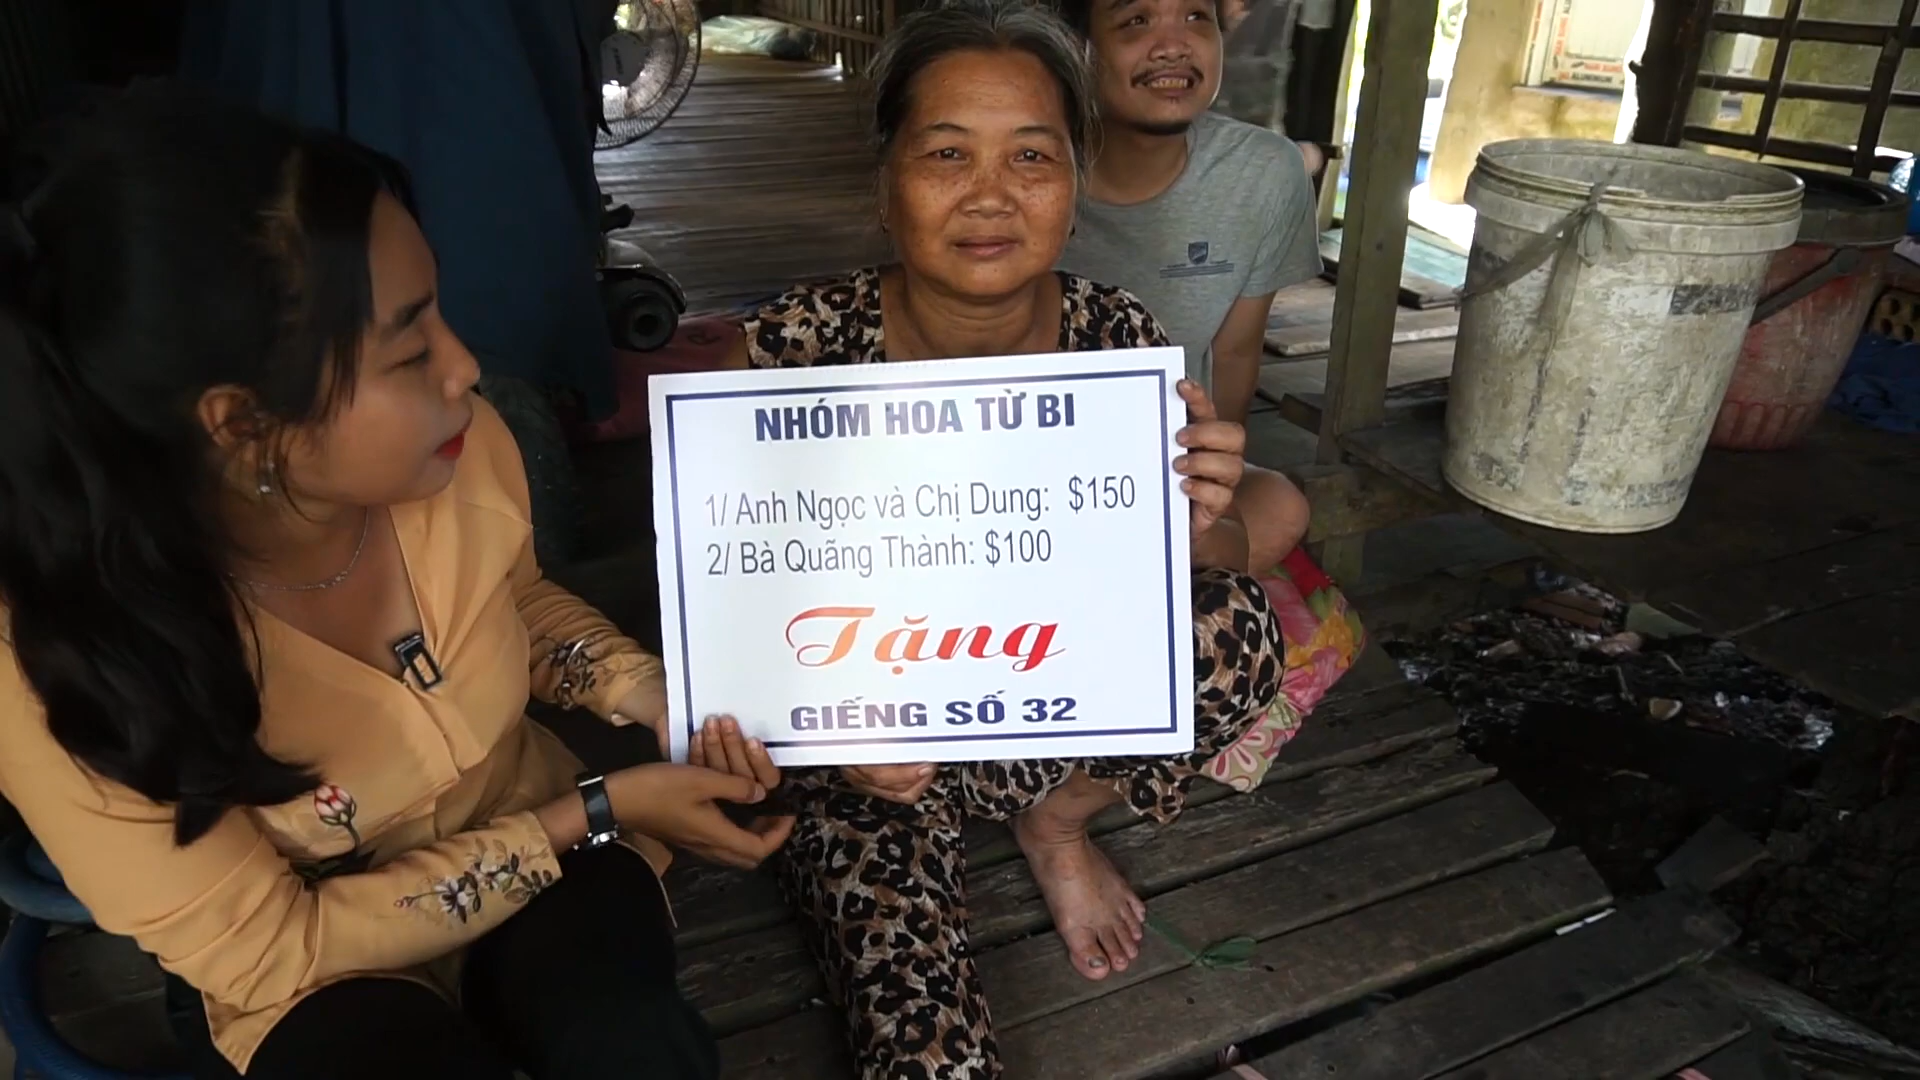 NHÓM HOA TỪ BI
1/ Anh Ngọc và Chị Dung: $150
2/ Bà Quãng Thành: $100
Tặng
GIẾNG SỐ 32